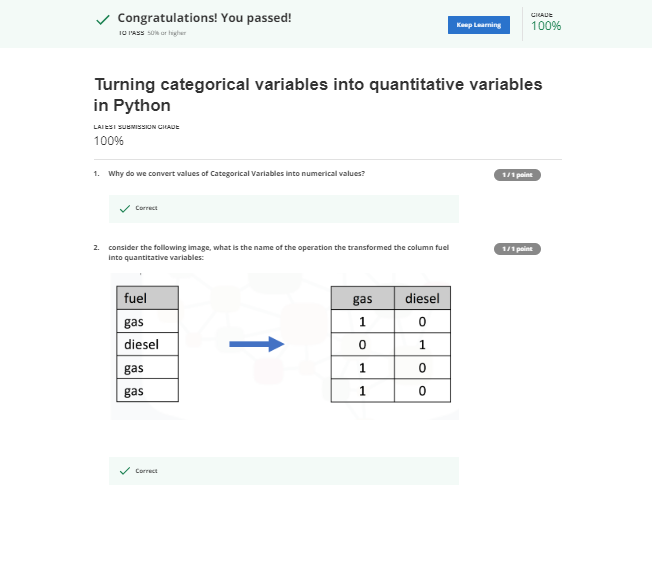 Congratulations! You passed!
TO PASS 50% or higher
Keep Learning
GRADE
100%
Turning categorical variables into quantitative variables
in Python
LATEST SUBMISSION GRADE
100%
1. Why do we convert values of Categorical Variables into numerical values?
1 / 1 point
Correct
2. consider the following image, what is the name of the operation the transformed the column fuel
into quantitative variables:
1 / 1 point
fuel
gas
diesel
gas
gas
gas diesel
1 0
0 1
1 0
1 0
Correct